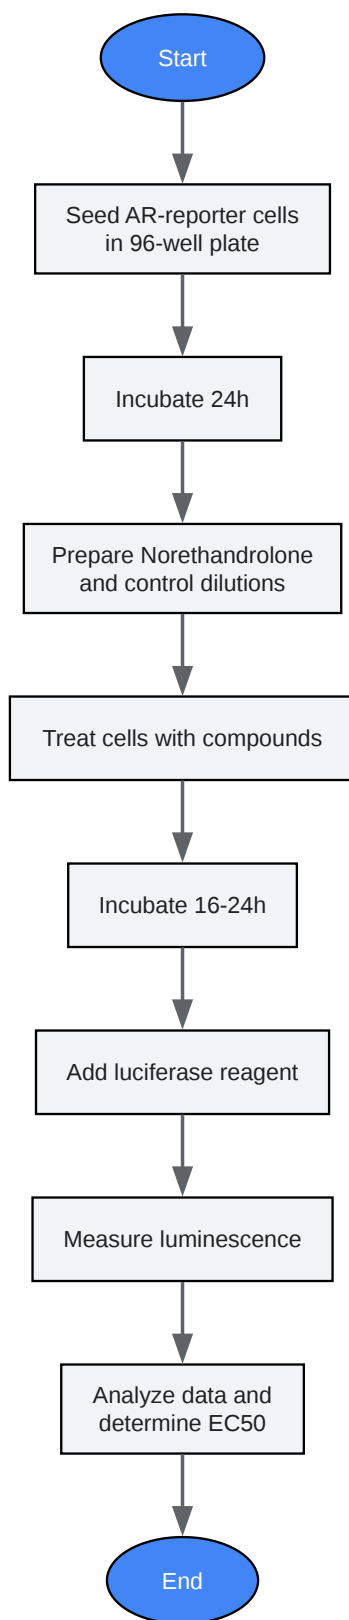 Start
Seed AR-reporter cells
in 96-well plate
Incubate 24h
Prepare Norethandrolone
and control dilutions
Treat cells with compounds
Incubate 16-24h
Add luciferase reagent
Measure luminescence
Analyze data and
determine EC50
End